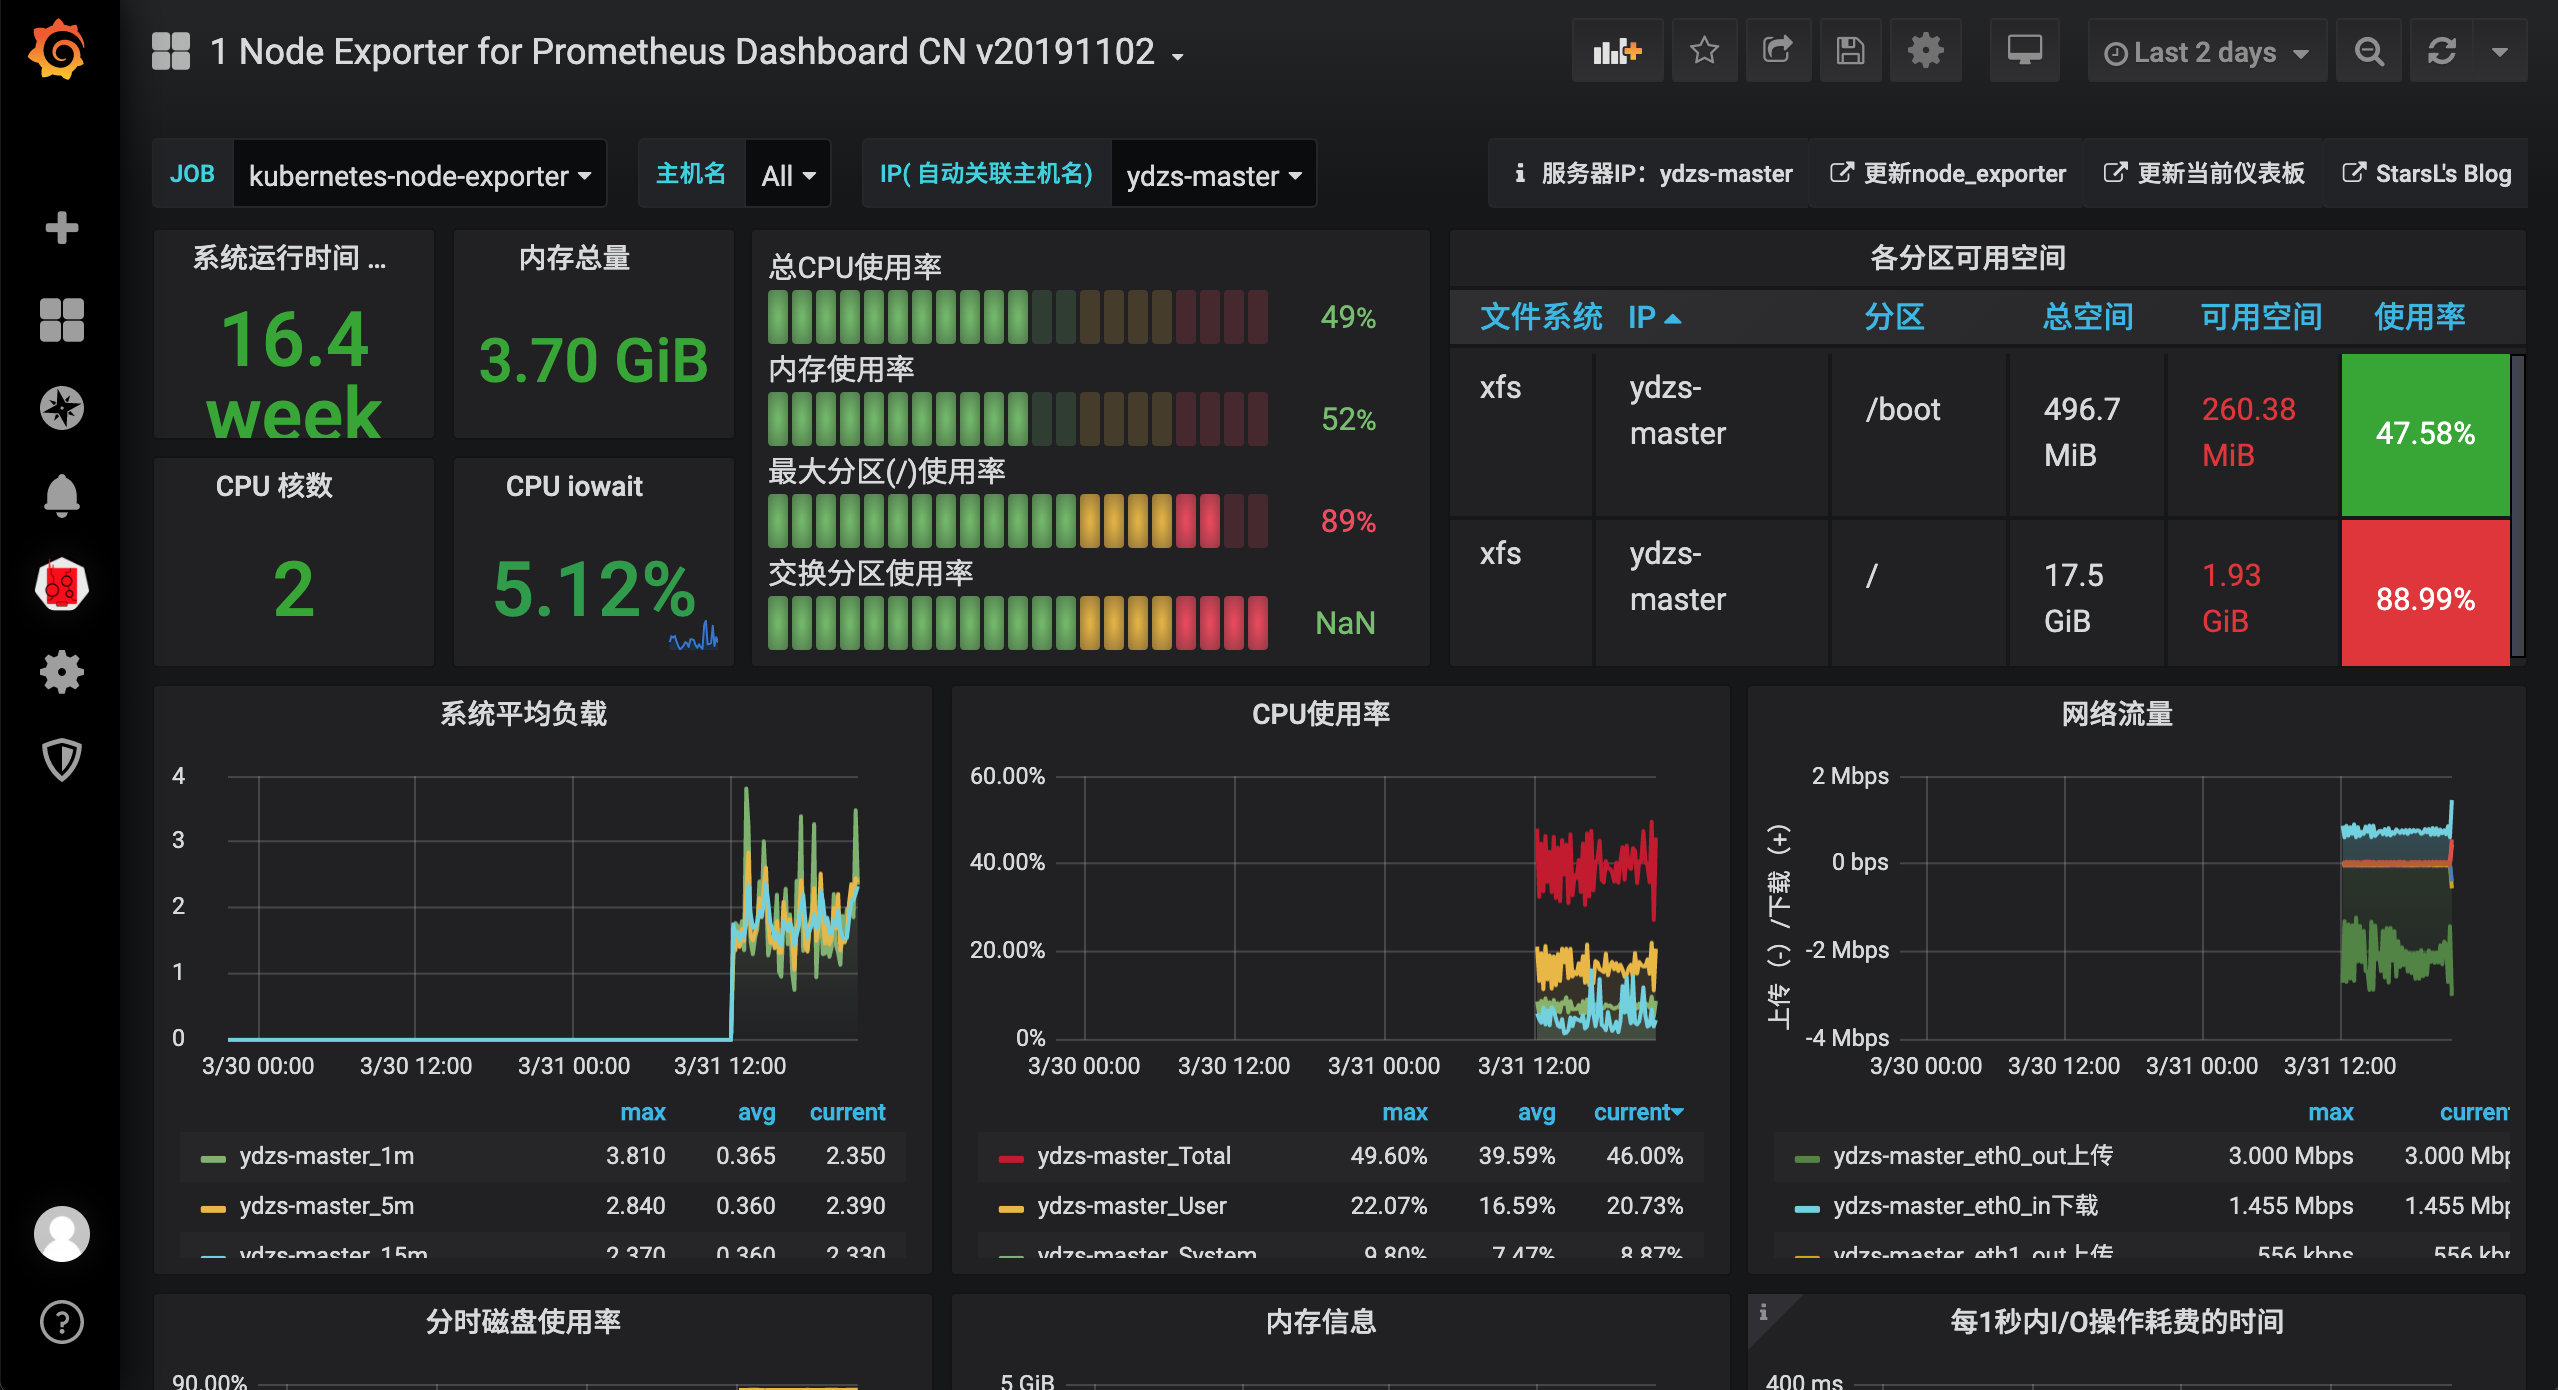 1 Node Exporter for Prometheus Dashboard CN v20191102
Last 2 days
JOB kubernetes-node-exporter
主机名 All
IP( 自动关联主机名) ydzs-master
服务器IP：ydzs-master
更新node_exporter
更新当前仪表板
StarsL's Blog
系统运行时间 ...
16.4
week
内存总量
3.70 GiB
CPU 核数
2
CPU iowait
5.12%
总CPU使用率
49%
内存使用率
52%
最大分区(/)使用率
89%
交换分区使用率
NaN
各分区可用空间
文件系统 IP 分区 总空间 可用空间 使用率
xfs ydzs-master /boot 496.7 MiB 260.38 MiB 47.58%
xfs ydzs-master / 17.5 GiB 1.93 GiB 88.99%
系统平均负载
4
3
2
1
0
3/30 00:00 3/30 12:00 3/31 00:00 3/31 12:00
max avg current
ydzs-master_1m 3.810 0.365 2.350
ydzs-master_5m 2.840 0.360 2.390
ydzs-master_15m 2.370 0.360 2.330
CPU使用率
60.00%
40.00%
20.00%
0%
3/30 00:00 3/30 12:00 3/31 00:00 3/31 12:00
max avg current
ydzs-master_Total 49.60% 39.59% 46.00%
ydzs-master_User 22.07% 16.59% 20.73%
ydzs-master_System 9.80% 7.47% 8.87%
网络流量
上传（-）/下载（+）
2 Mbps
0 bps
-2 Mbps
-4 Mbps
3/30 00:00 3/30 12:00 3/31 00:00 3/31 12:00
max current
ydzs-master_eth0_out上传 3.000 Mbps 3.000 Mbp
ydzs-master_eth0_in下载 1.455 Mbps 1.455 Mbp
ydzs-master_eth1_out上传 556 kbps 556 kbp
分时磁盘使用率
90.00%
内存信息
5 GiB
每1秒内I/O操作耗费的时间
400 ms